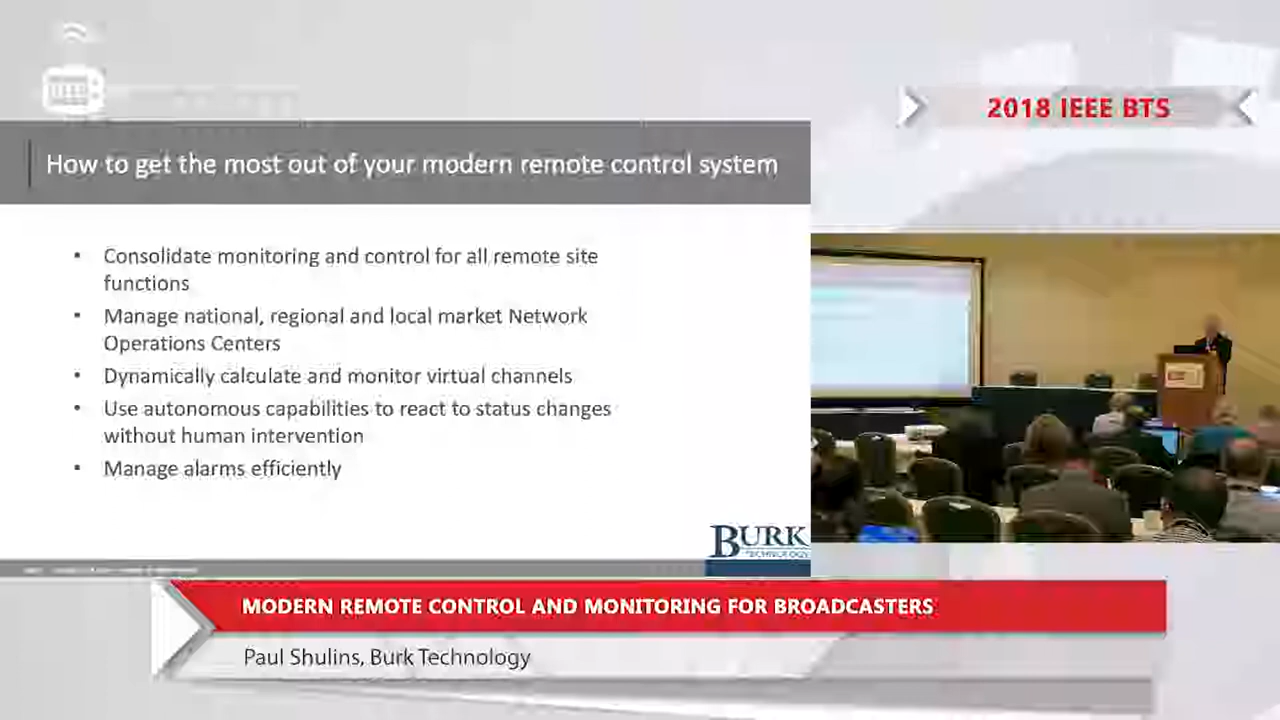 2018 IEEE BTS
How to get the most out of your modern remote control system
• Consolidate monitoring and control for all remote site
functions
• Manage national, regional and local market Network
Operations Centers
• Dynamically calculate and monitor virtual channels
• Use autonomous capabilities to react to status changes
without human intervention
• Manage alarms efficiently
BURK
TECHNOLOGY
MODERN REMOTE CONTROL AND MONITORING FOR BROADCASTERS
Paul Shulins, Burk Technology